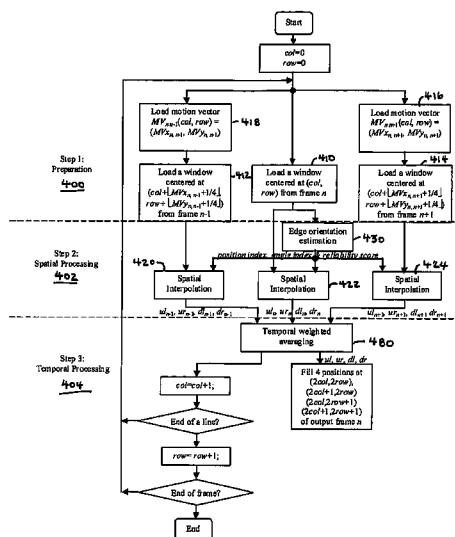 Start
col=0
row=0
Load motion vector
MVn,n-1(col, row) =
(MVxn, n+1, MVyn, n+1)
418
416
Load motion vector
MVn,n+1(col, row) =
(MVxn, n+1, MVyn, n+1)
Step 1:
Preparation
400
412
Load a window
centered at
(col+⌊MVxn,n-1+1/4⌋
row+⌊MVyn,n-1+1/4⌋)
from frame n-1
410
Load a window
centered at (col,
row) from frame n
414
Load a window
centered at
(col+⌊MVxn,n+1+1/4⌋
row+⌊MVyn,n+1+1/4⌋)
from frame n+1
Edge orientation
estimation
430
position index, angle index & reliability score
Step 2:
Spatial Processing
402
420
Spatial
Interpolation
Spatial
Interpolation
422
424
Spatial
Interpolation
uln-1, urn-1, dln-1, drn-1
uln, urn, dln, drn
uln+1, urn+1, dln+1, drn+1
Temporal weighted
averaging
480
Step 3:
Temporal Processing
404
ul, ur, dl, dr
col=col+1;
Fill 4 positions at
(2col,2row),
(2col+1,2row)
(2col,2row+1)
(2col+1,2row+1)
of output frame n
End of a line?
row=row+1;
End of frame?
End